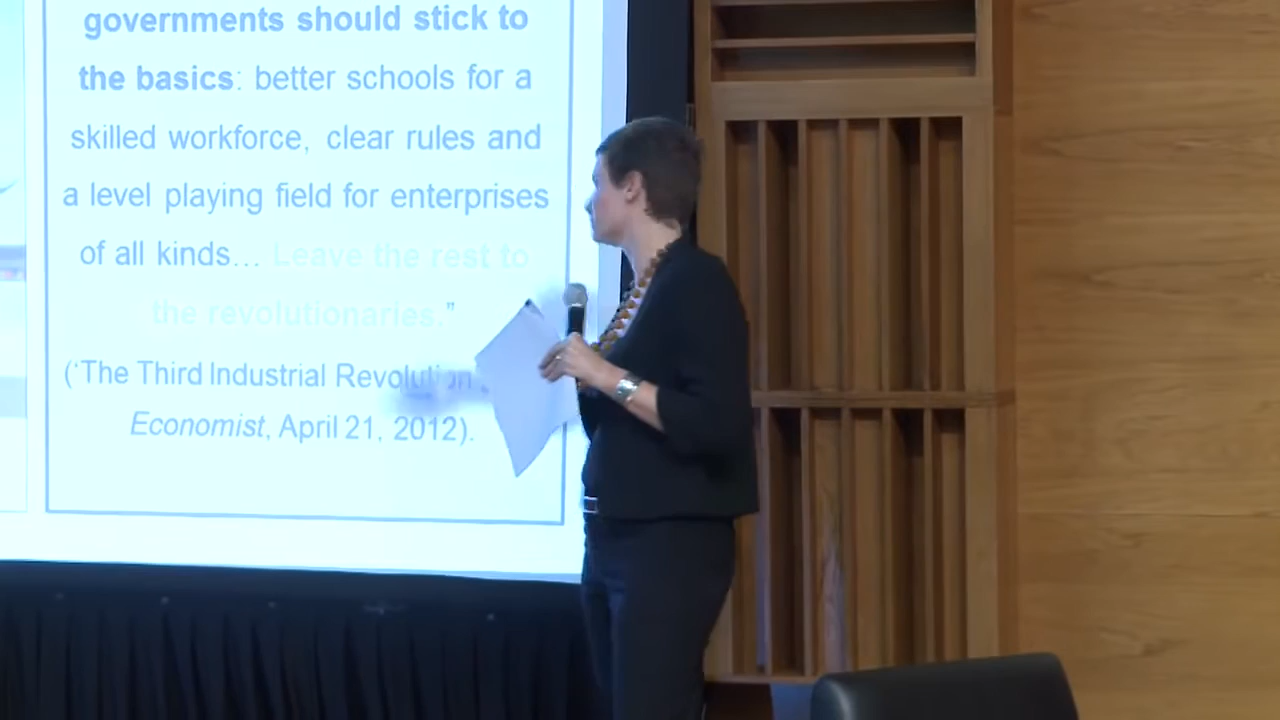 governments should stick to
the basics: better schools for a
skilled workforce, clear rules and
a level playing field for enterprises
of all kinds... Leave the rest to
the revolutionaries."
('The Third Industrial Revolution
Economist, April 21, 2012).